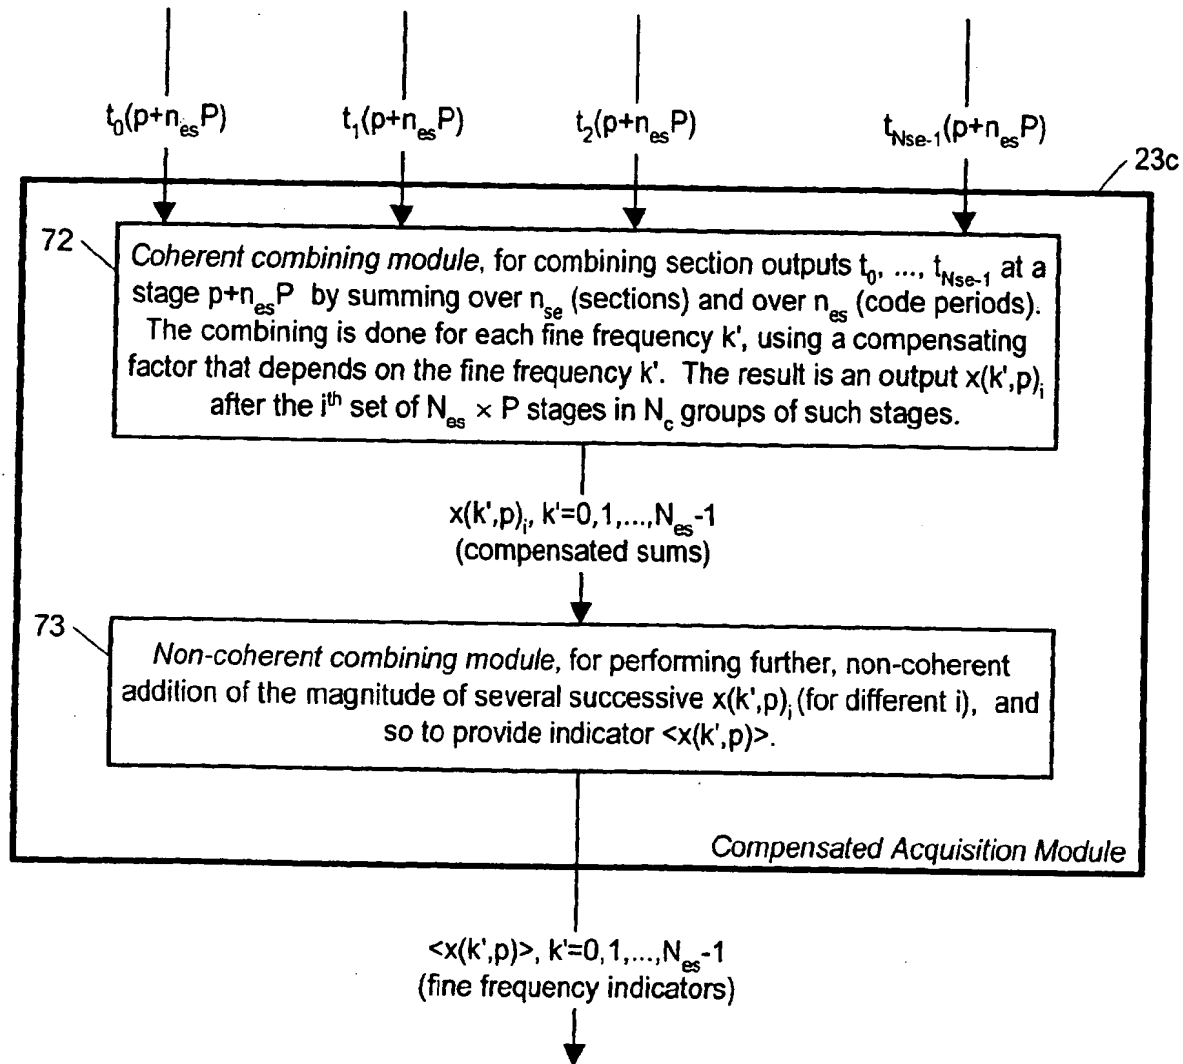 t₀(p+nₑₛP) t₁(p+nₑₛP) t₂(p+nₑₛP) t_Nse-1(p+nₑₛP)
23c
72
Coherent combining module, for combining section outputs t₀, ..., t_Nse-1 at a
stage p+nₑₛP by summing over nₛₑ (sections) and over nₑₛ (code periods).
The combining is done for each fine frequency k', using a compensating
factor that depends on the fine frequency k'. The result is an output x(k',p)ᵢ
after the iᵗʰ set of Nₑₛ × P stages in N_c groups of such stages.
x(k',p)ᵢ, k'=0,1,...,Nₑₛ-1
(compensated sums)
73
Non-coherent combining module, for performing further, non-coherent
addition of the magnitude of several successive x(k',p)ᵢ (for different i), and
so to provide indicator <x(k',p)>.
Compensated Acquisition Module
<x(k',p)>, k'=0,1,...,Nₑₛ-1
(fine frequency indicators)